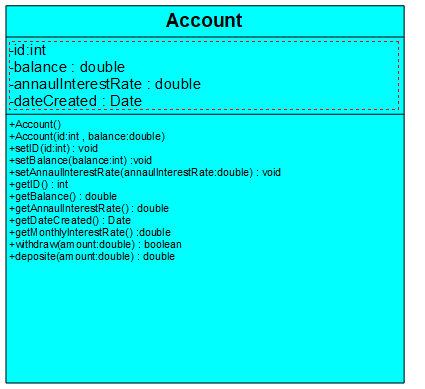 Account
-id:int
-balance : double
-annaulInterestRate : double
-dateCreated : Date
+Account()
+Account(id:int , balance:double)
+setID(id:int) : void
+setBalance(balance:int) :void
+setAnnaulInterestRate(annaulInterestRate:double) : void
+getID() : int
+getBalance() : double
+getAnnaulInterestRate() : double
+getDateCreated() : Date
+getMonthlyInterestRate() :double
+withdraw(amount:double) : boolean
+deposite(amount:double) : double